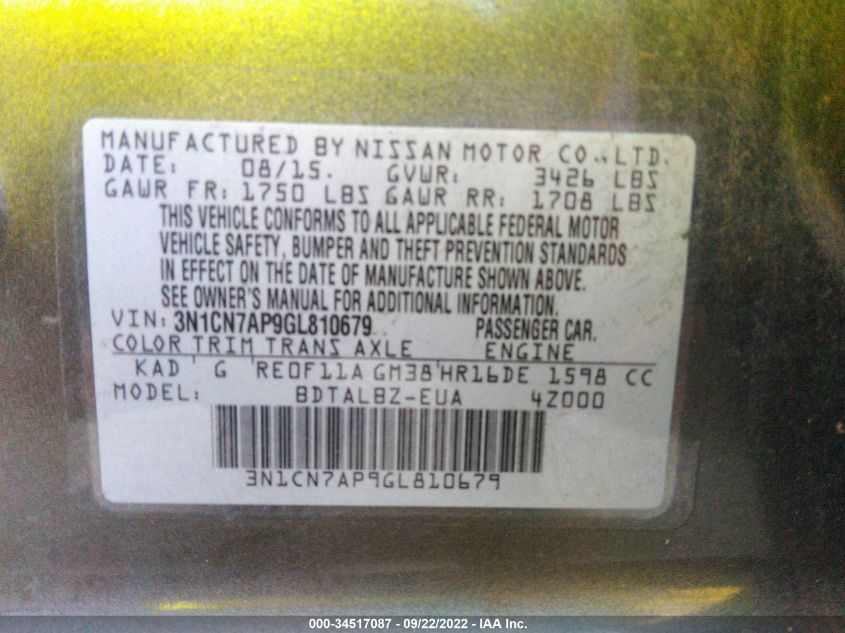 MANUFACTURED BY NISSAN MOTOR CO.,LTD.
DATE: 08/15. GVWR: 3426 LBS
GAWR FR: 1750 LBS GAWR RR: 1708 LBS
THIS VEHICLE CONFORMS TO ALL APPLICABLE FEDERAL MOTOR
VEHICLE SAFETY, BUMPER AND THEFT PREVENTION STANDARDS
IN EFFECT ON THE DATE OF MANUFACTURE SHOWN ABOVE.
SEE OWNER'S MANUAL FOR ADDITIONAL INFORMATION.
VIN: 3N1CN7AP9GL810679 PASSENGER CAR.
COLOR TRIM TRANS AXLE ENGINE
KAD G RE0F11A GM38 HR16DE 1598 CC
MODEL: BDTALBZ-EUA 4Z000
3N1CN7AP9GL810679
000-34517087 - 09/22/2022 - IAA Inc.